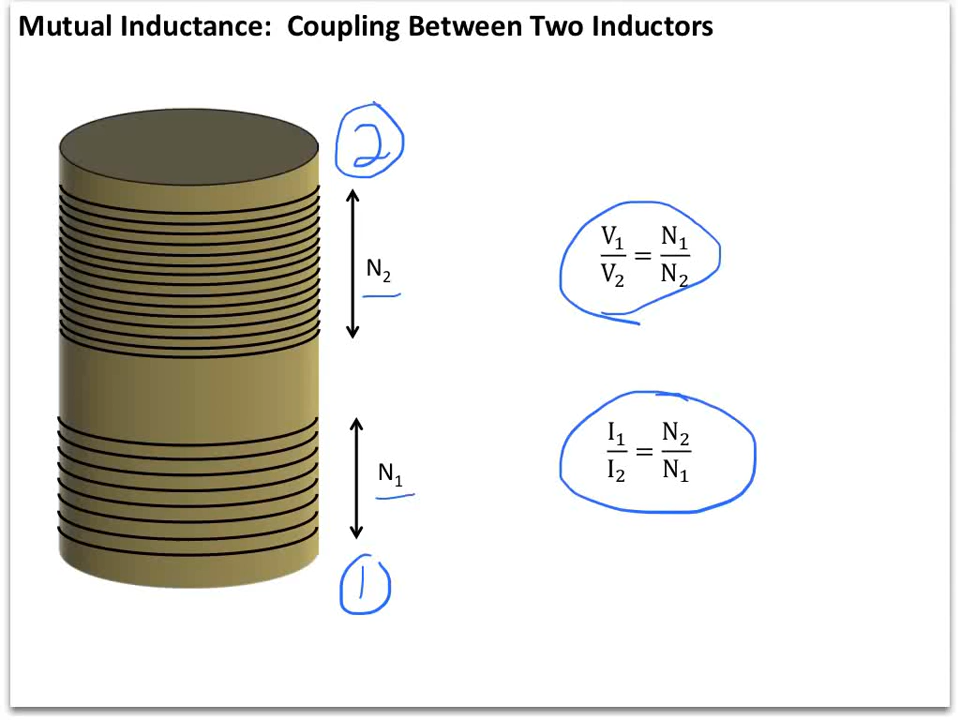 Mutual Inductance:  Coupling Between Two Inductors
2
N₂
V₁/V₂ = N₁/N₂
I₁/I₂ = N₂/N₁
N₁
1